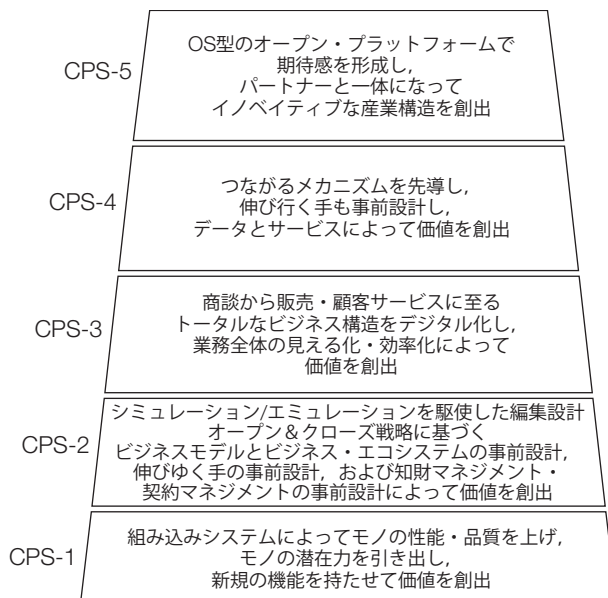 CPS-5
OS型のオープン・プラットフォームで
期待感を形成し,
パートナーと一体になって
イノベイティブな産業構造を創出
CPS-4
つながるメカニズムを先導し,
伸び行く手も事前設計し,
データとサービスによって価値を創出
CPS-3
商談から販売・顧客サービスに至る
トータルなビジネス構造をデジタル化し,
業務全体の見える化・効率化によって
価値を創出
CPS-2
シミュレーション/エミュレーションを駆使した編集設計
オープン＆クローズ戦略に基づく
ビジネスモデルとビジネス・エコシステムの事前設計,
伸びゆく手の事前設計，および知財マネジメント・
契約マネジメントの事前設計によって価値を創出
CPS-1
組み込みシステムによってモノの性能・品質を上げ,
モノの潜在力を引き出し,
新規の機能を持たせて価値を創出